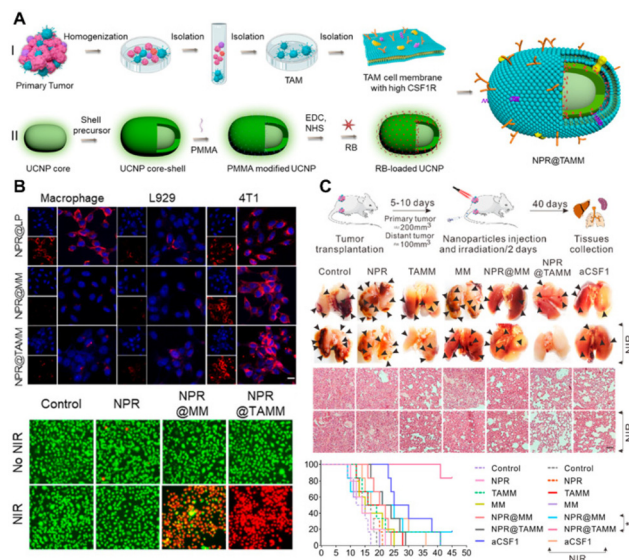 A
I
Homogenization
Isolation
Isolation
Isolation
Primary Tumor
TAM
TAM cell membrane
with high CSF1R
II
Shell
precursor
PMMA
EDC,
NHS
RB
UCNP core
UCNP core-shell
PMMA modified UCNP
RB-loaded UCNP
NPR@TAMM
B
Macrophage
L929
4T1
NPR@LP
NPR@MM
NPR@TAMM
Control
NPR
NPR
@MM
NPR
@TAMM
No NIR
NIR
C
5-10 days
Primary tumor
≈200mm³
Distant tumor
≈100mm³
40 days
Tumor
transplantation
Nanoparticles injection
and irradiation/2 days
Tissues
collection
Control
NPR
TAMM
MM
NPR@MM
NPR
@TAMM
aCSF1
NIR
NIR
100
80
60
40
20
0
0 5 10 15 20 25 30 35 40 45
Control
NPR
TAMM
MM
NPR@MM
NPR@TAMM
aCSF1
Control
NPR
TAMM
MM
NPR@MM
NPR@TAMM
aCSF1
*
NIR